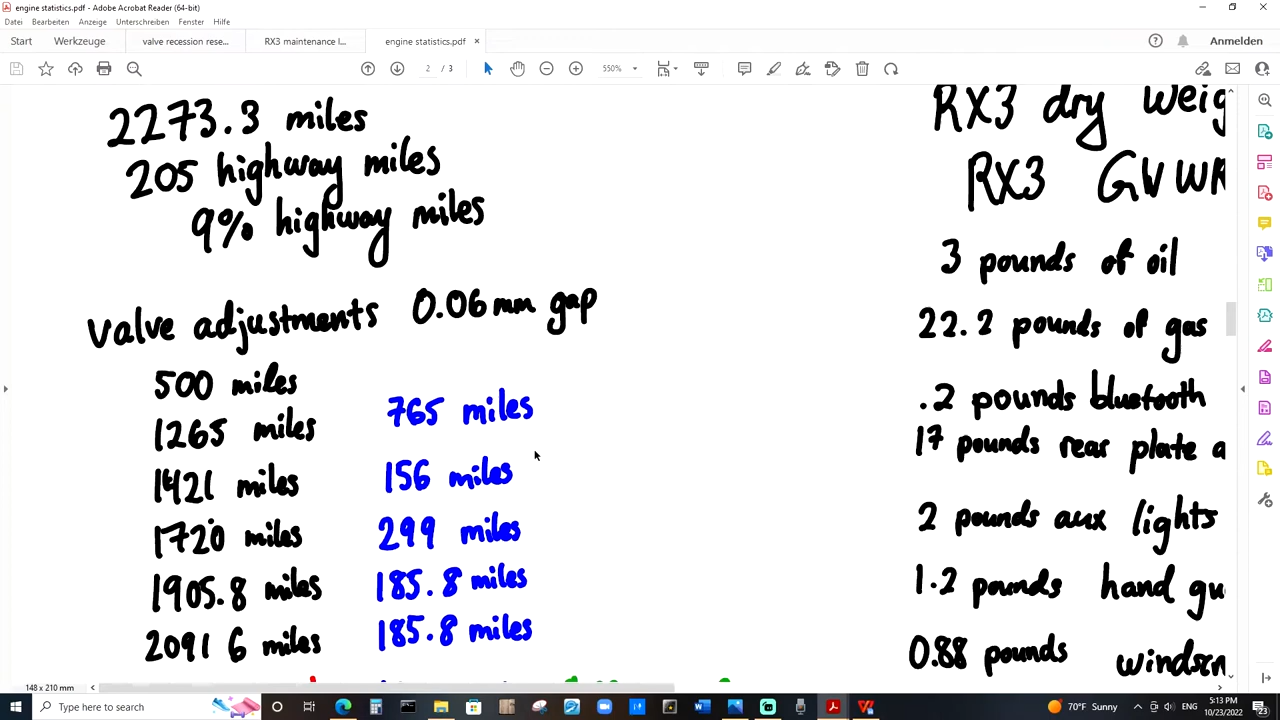 engine statistics.pdf - Adobe Acrobat Reader (64-bit)
Datei Bearbeiten Anzeige Unterschreiben Fenster Hilfe
Start Werkzeuge valve recession rese... RX3 maintenance l... engine statistics.pdf × Anmelden
2 / 3 550%
2273.3 miles
205 highway miles
9% highway miles
valve adjustments 0.06 mm gap
500 miles
1265 miles
1421 miles
1720 miles
1905.8 miles
2091 6 miles
765 miles
156 miles
299 miles
185.8 miles
185.8 miles
RX3 dry weig
RX3 GVWR
3 pounds of oil
22.2 pounds of gas
.2 pounds bluetooth
17 pounds rear plate a
2 pounds aux lights
1.2 pounds hand gu
0.88 pounds windscr
148 x 210 mm
Type here to search
70°F Sunny
5:13 PM
10/23/2022